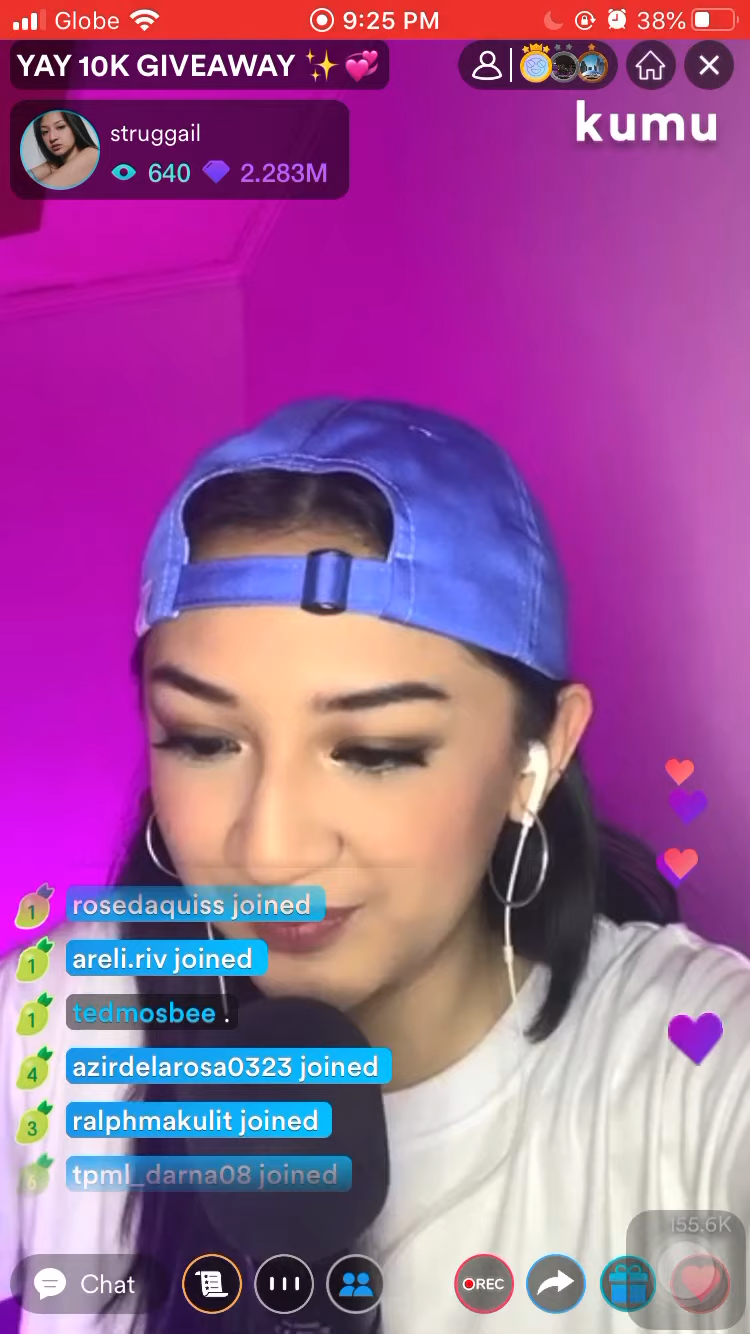 Globe
9:25 PM
38%
YAY 10K GIVEAWAY ✨💞
kumu
struggail
640
2.283M
1 rosedaquiss joined
1 areli.riv joined
1 tedmosbee .
4 azirdelarosa0323 joined
3 ralphmakulit joined
6 tpml_darna08 joined
155.6K
Chat
REC